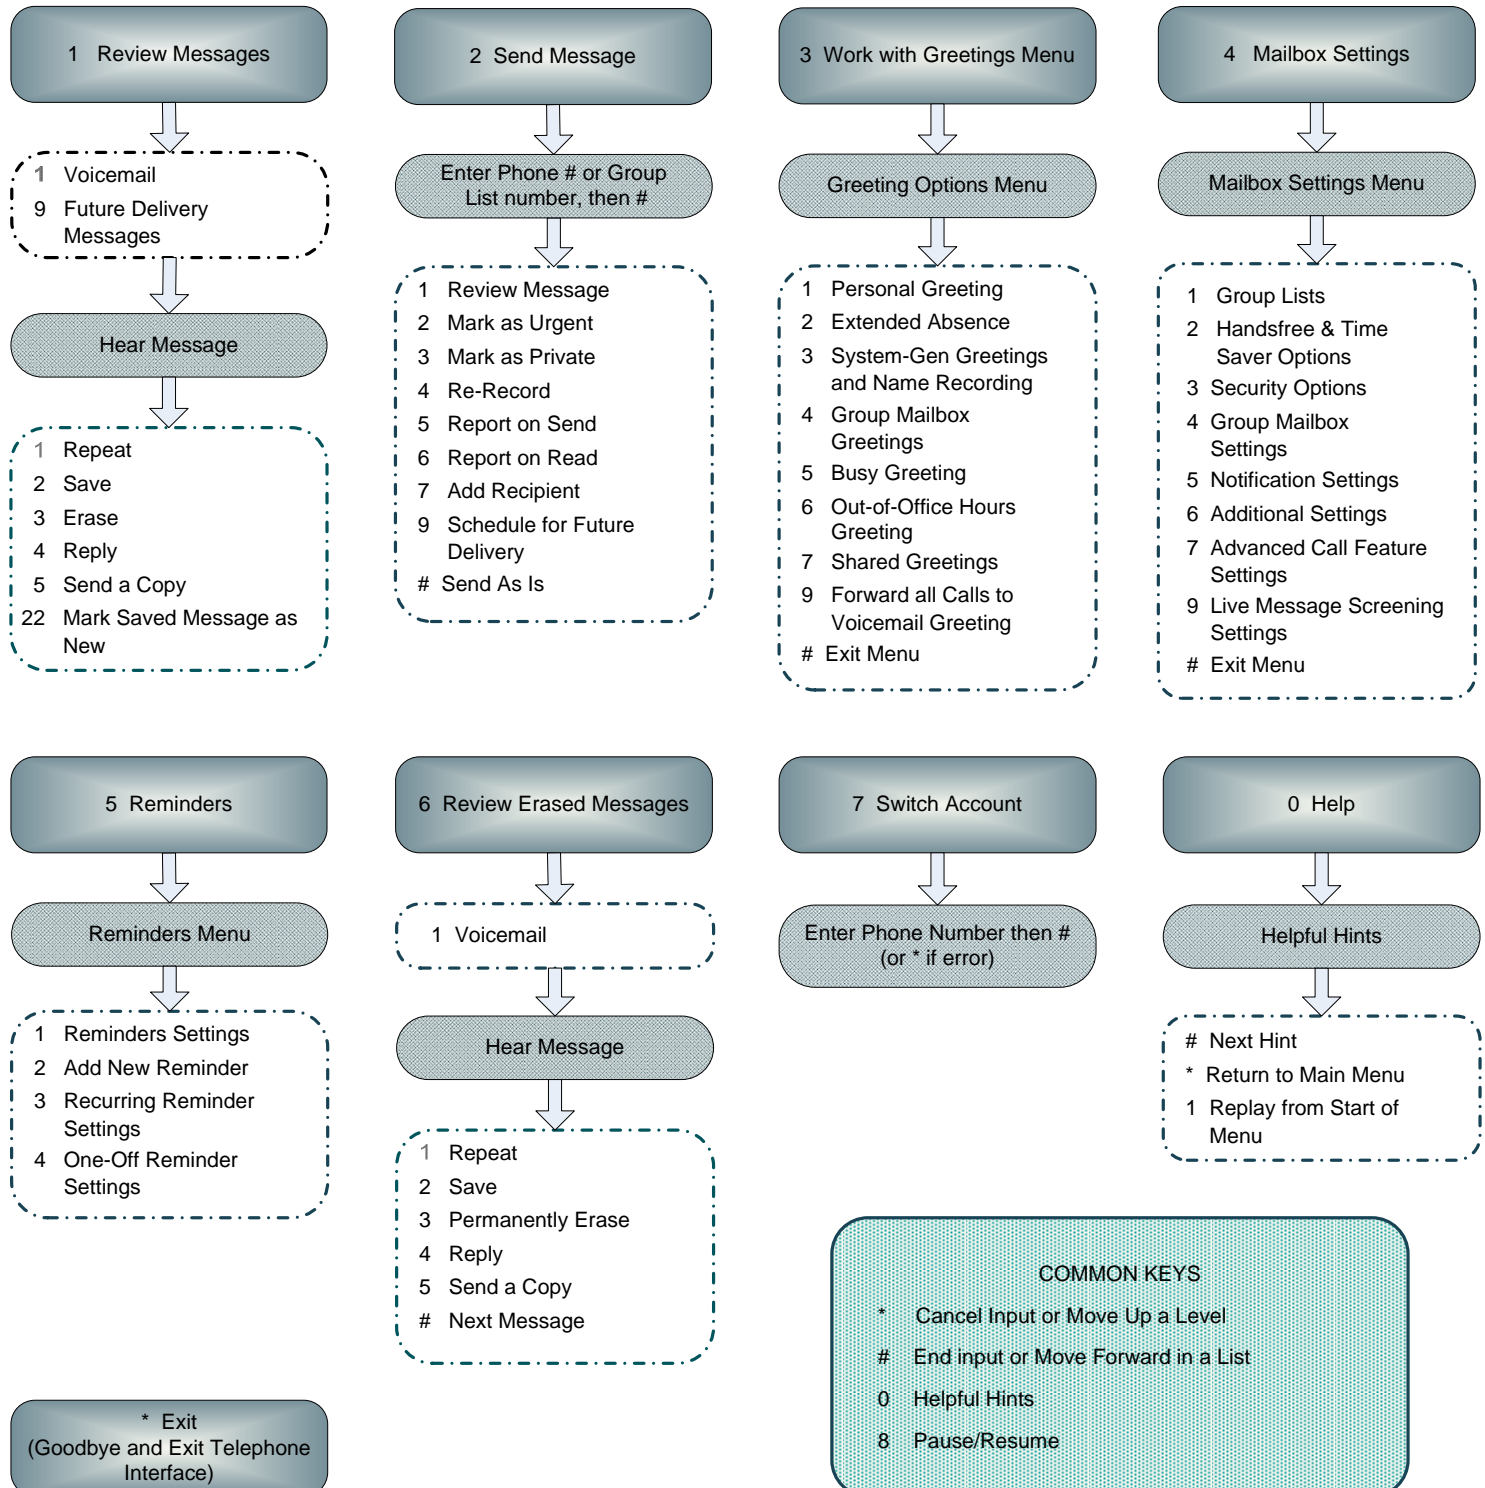 1 Review Messages
1 Voicemail
9 Future Delivery
Messages
Hear Message
1 Repeat
2 Save
3 Erase
4 Reply
5 Send a Copy
22 Mark Saved Message as
New
2 Send Message
Enter Phone # or Group
List number, then #
1 Review Message
2 Mark as Urgent
3 Mark as Private
4 Re-Record
5 Report on Send
6 Report on Read
7 Add Recipient
9 Schedule for Future
Delivery
# Send As Is
3 Work with Greetings Menu
Greeting Options Menu
1 Personal Greeting
2 Extended Absence
3 System-Gen Greetings
and Name Recording
4 Group Mailbox
Greetings
5 Busy Greeting
6 Out-of-Office Hours
Greeting
7 Shared Greetings
9 Forward all Calls to
Voicemail Greeting
# Exit Menu
4 Mailbox Settings
Mailbox Settings Menu
1 Group Lists
2 Handsfree & Time
Saver Options
3 Security Options
4 Group Mailbox
Settings
5 Notification Settings
6 Additional Settings
7 Advanced Call Feature
Settings
9 Live Message Screening
Settings
# Exit Menu
5 Reminders
Reminders Menu
1 Reminders Settings
2 Add New Reminder
3 Recurring Reminder
Settings
4 One-Off Reminder
Settings
6 Review Erased Messages
1 Voicemail
Hear Message
1 Repeat
2 Save
3 Permanently Erase
4 Reply
5 Send a Copy
# Next Message
7 Switch Account
Enter Phone Number then #
(or * if error)
0 Help
Helpful Hints
# Next Hint
* Return to Main Menu
1 Replay from Start of
Menu
* Exit
(Goodbye and Exit Telephone
Interface)
COMMON KEYS
* Cancel Input or Move Up a Level
# End input or Move Forward in a List
0 Helpful Hints
8 Pause/Resume